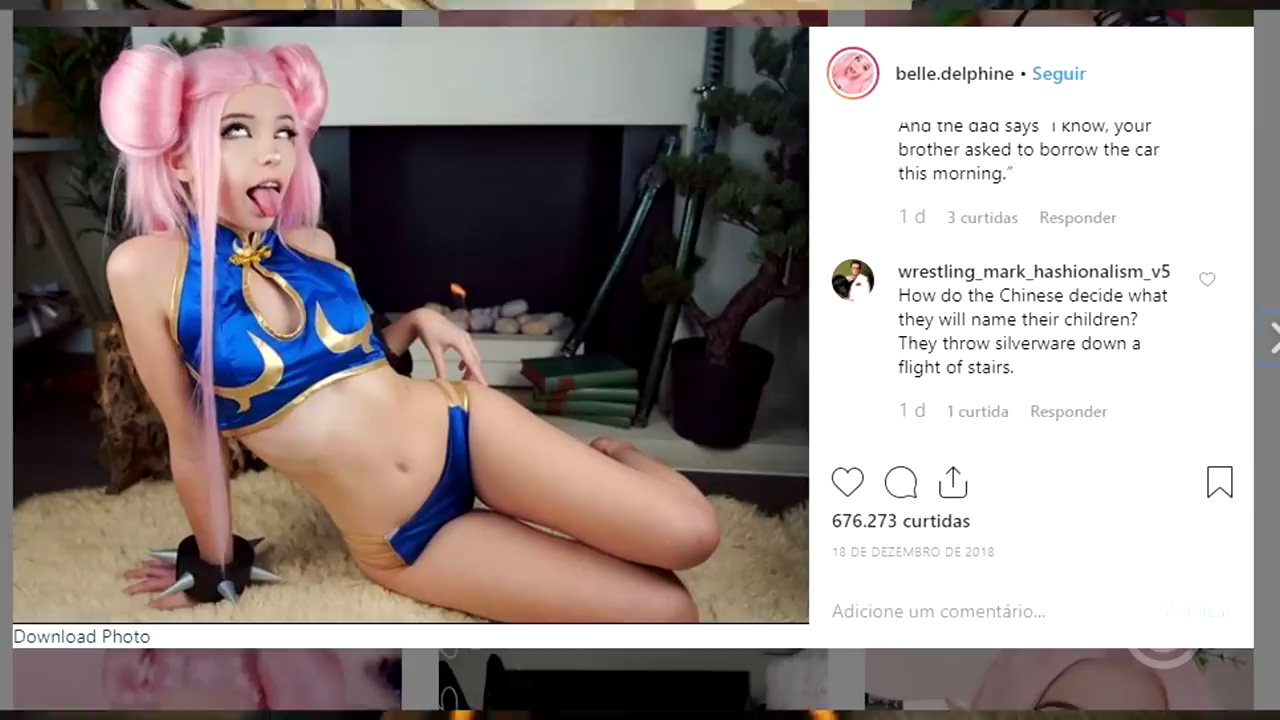 belle.delphine • Seguir
And the dad says "I know, your
brother asked to borrow the car
this morning."
1 d 3 curtidas Responder
wrestling_mark_hashionalism_v5
How do the Chinese decide what
they will name their children?
They throw silverware down a
flight of stairs.
1 d 1 curtida Responder
676.273 curtidas
18 DE DEZEMBRO DE 2018
Adicione um comentário... Publicar
Download Photo